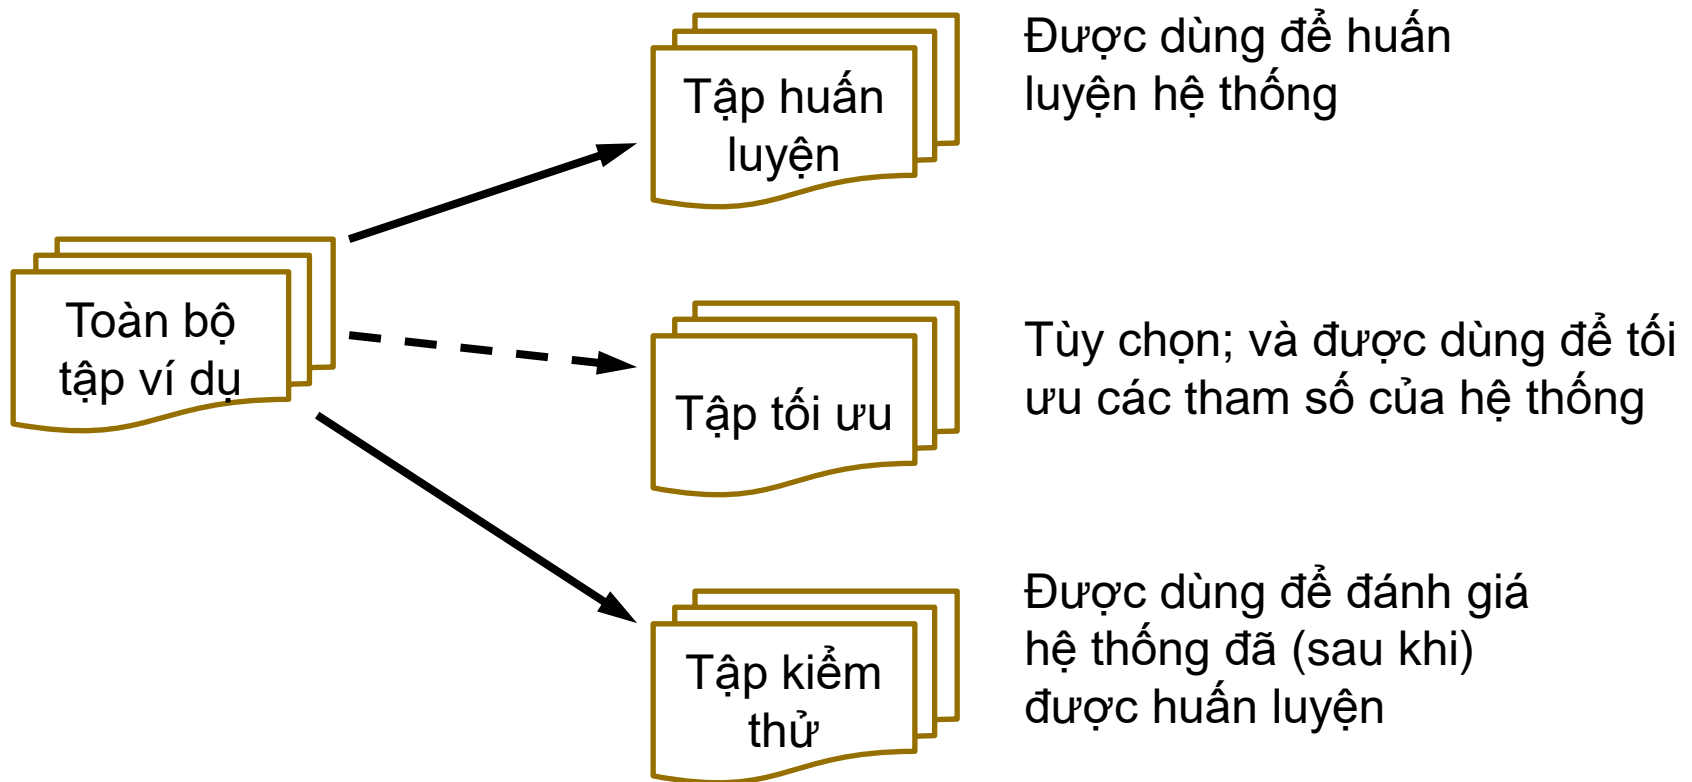 Toàn bộ
tập ví dụ
Tập huấn
luyện
Được dùng để huấn
luyện hệ thống
Tập tối ưu
Tùy chọn; và được dùng để tối
ưu các tham số của hệ thống
Tập kiểm
thử
Được dùng để đánh giá
hệ thống đã (sau khi)
được huấn luyện